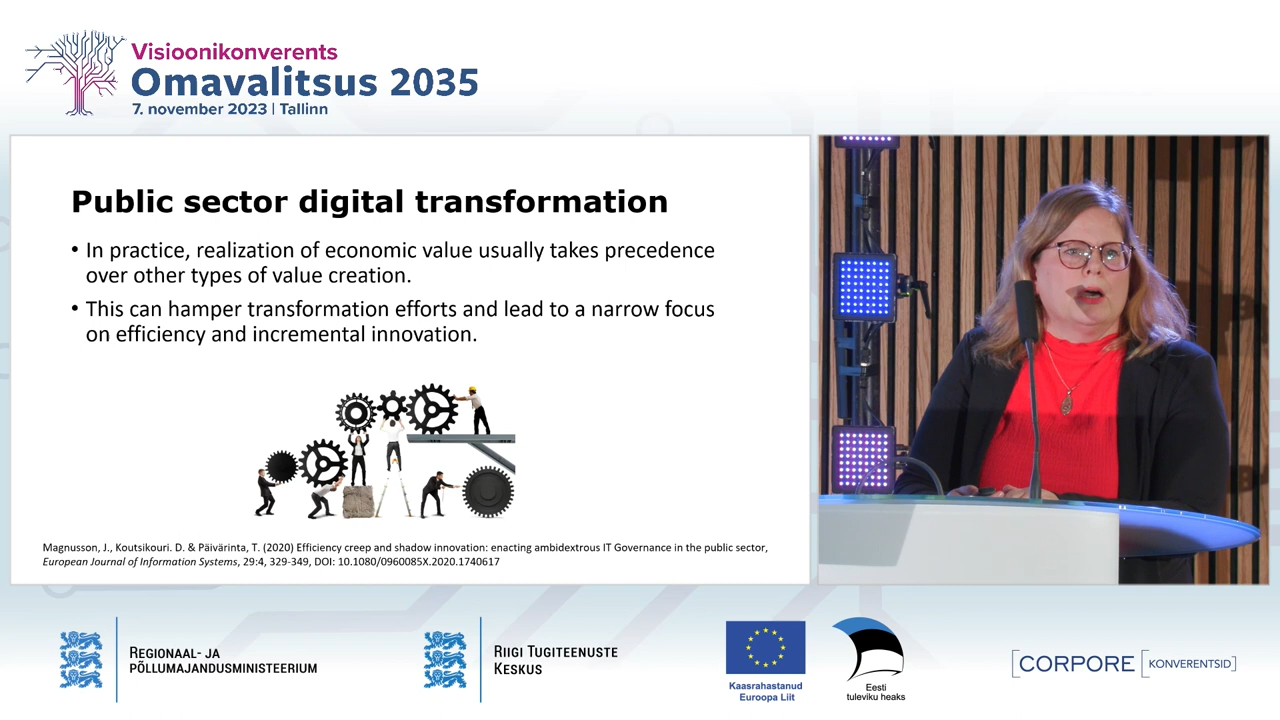 Visioonikonverents
Omavalitsus 2035
7. november 2023 | Tallinn
Public sector digital transformation
• In practice, realization of economic value usually takes precedence
over other types of value creation.
• This can hamper transformation efforts and lead to a narrow focus
on efficiency and incremental innovation.
Magnusson, J., Koutsikouri. D. & Päivärinta, T. (2020) Efficiency creep and shadow innovation: enacting ambidextrous IT Governance in the public sector,
European Journal of Information Systems, 29:4, 329-349, DOI: 10.1080/0960085X.2020.1740617
REGIONAAL- JA
PÕLLUMAJANDUSMINISTEERIUM
RIIGI TUGITEENUSTE
KESKUS
Kaasrahastanud
Euroopa Liit
Eesti
tuleviku heaks
[CORPORE [KONVERENTSID]